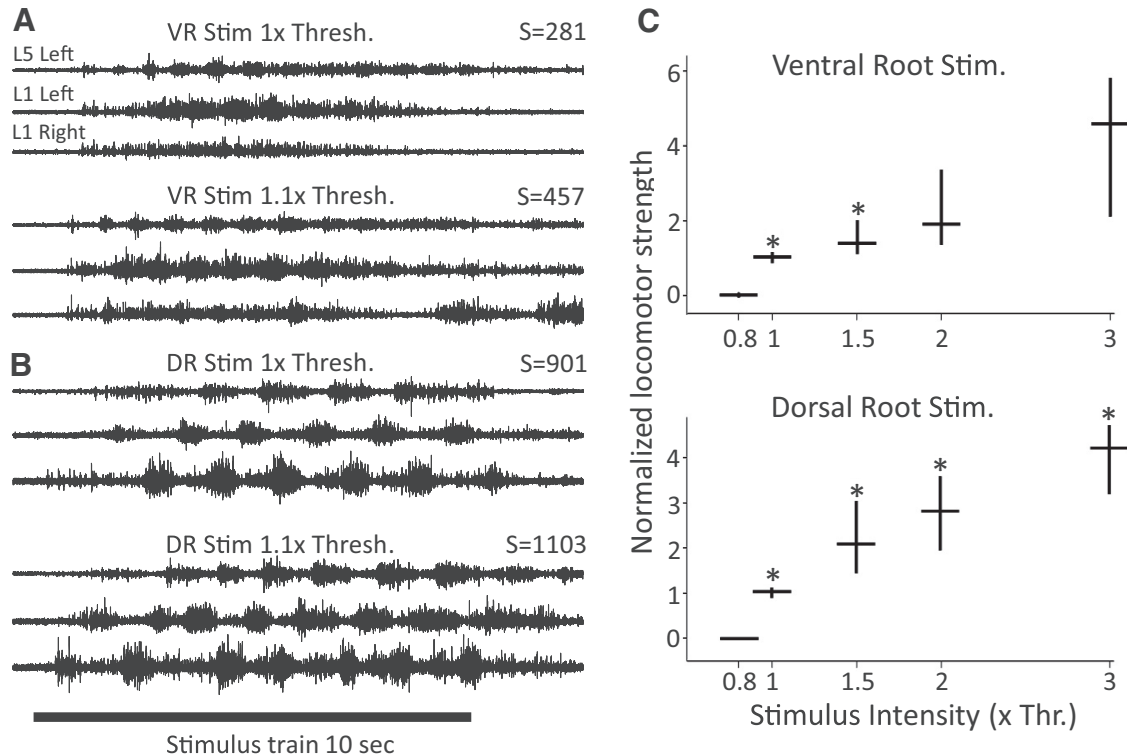 A
VR Stim 1x Thresh.
S=281
L5 Left
L1 Left
L1 Right
VR Stim 1.1x Thresh.
S=457
B
DR Stim 1x Thresh.
S=901
DR Stim 1.1x Thresh.
S=1103
Stimulus train 10 sec
C
Normalized locomotor strength
Ventral Root Stim.
6
4
2
0
*
*
0.8 1 1.5 2 3
Dorsal Root Stim.
4
3
2
1
0
*
*
*
*
0.8 1 1.5 2 3
Stimulus Intensity (x Thr.)